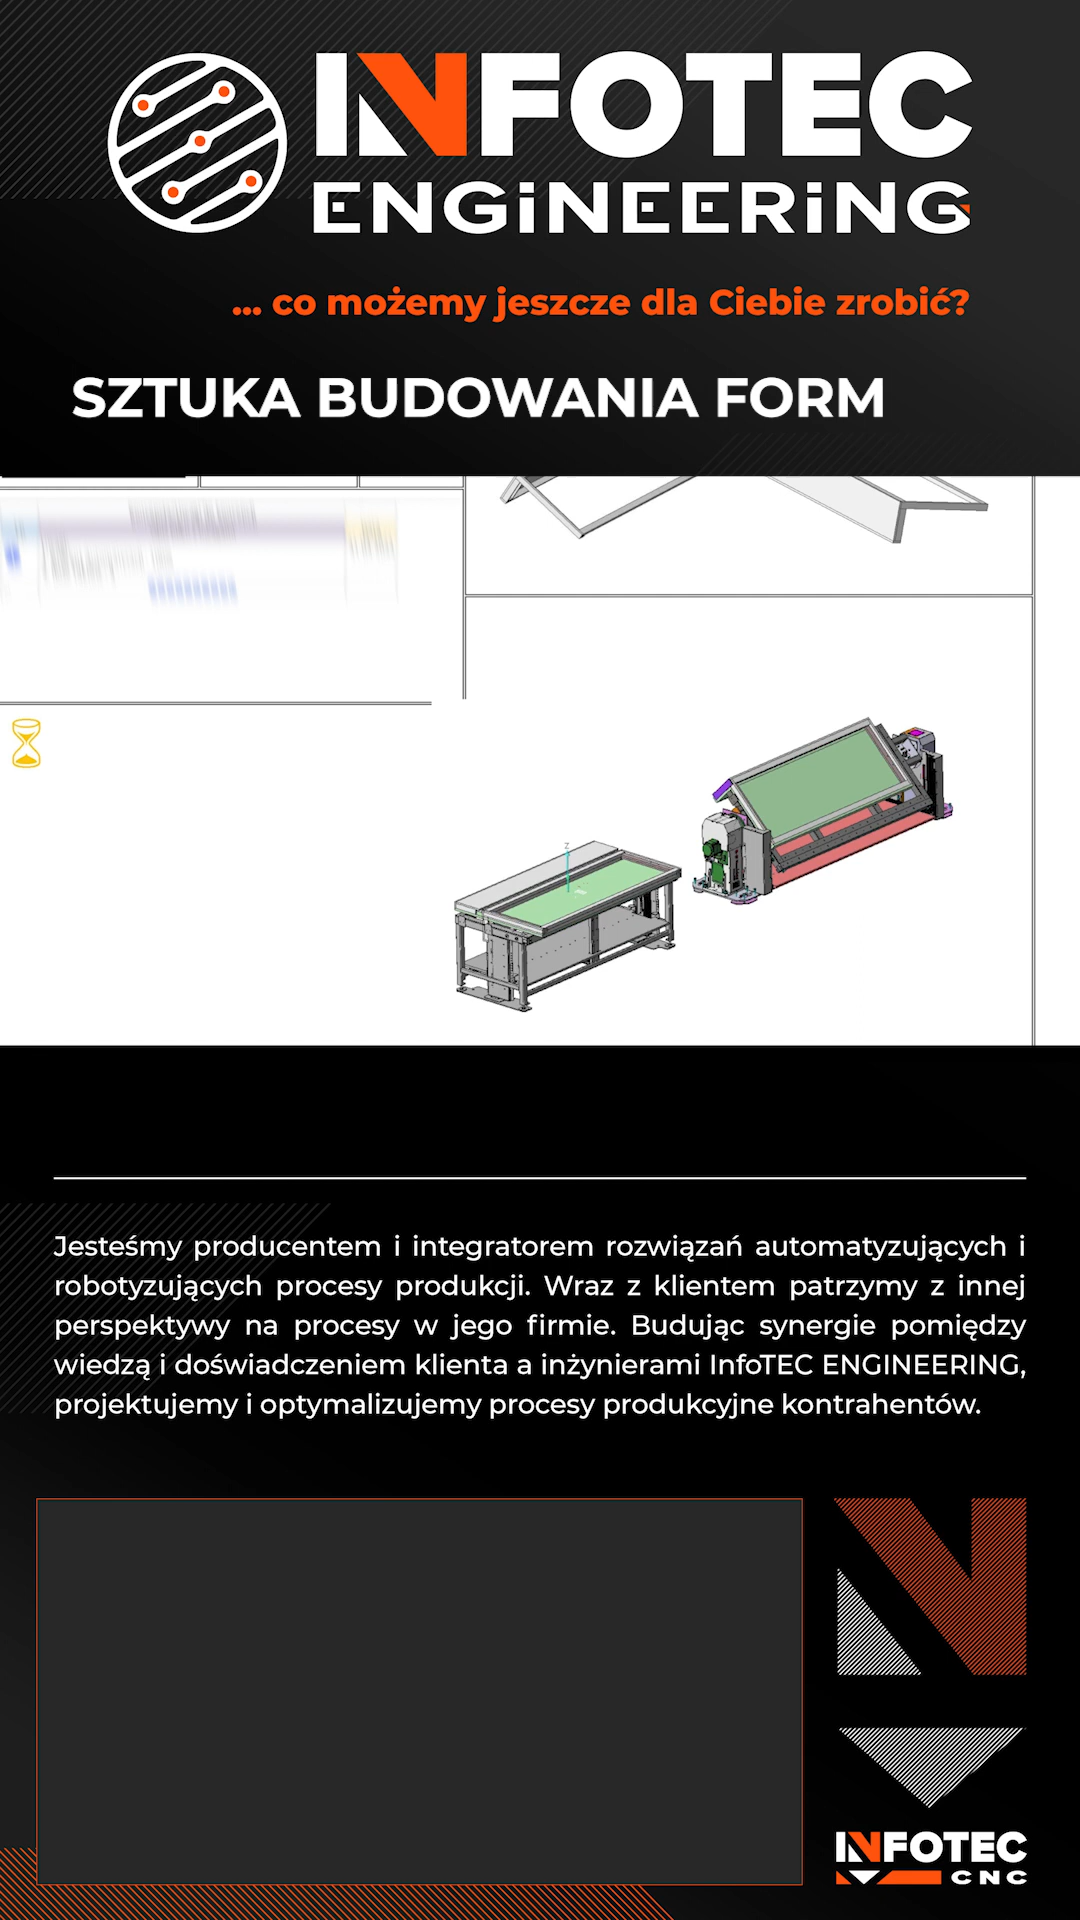 INFOTEC
ENGiNEERiNG
... co możemy jeszcze dla Ciebie zrobić?
SZTUKA BUDOWANIA FORM
Z
Jesteśmy producentem i integratorem rozwiązań automatyzujących i
robotyzujących procesy produkcji. Wraz z klientem patrzymy z innej
perspektywy na procesy w jego firmie. Budując synergie pomiędzy
wiedzą i doświadczeniem klienta a inżynierami InfoTEC ENGINEERING,
projektujemy i optymalizujemy procesy produkcyjne kontrahentów.
INFOTEC
CNC